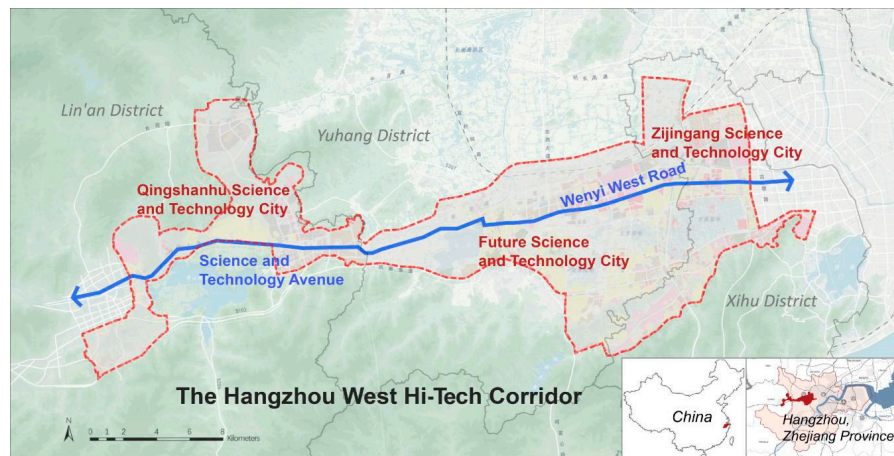 Lin'an District
Yuhang District
Zijingang Science
and Technology City
Qingshanhu Science
and Technology City
Wenyi West Road
Future Science
and Technology City
Science and
Technology Avenue
Xihu District
The Hangzhou West Hi-Tech Corridor
China
Hangzhou,
Zhejiang Province
N
0 1 2 4 6 8
Kilometers